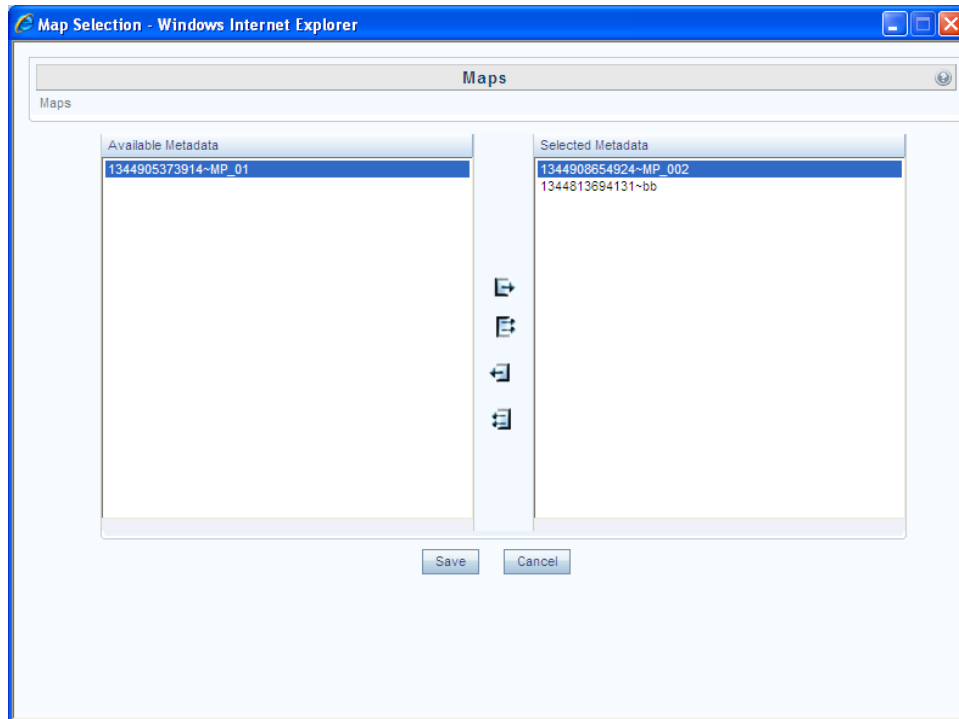 Map Selection - Windows Internet Explorer
Maps
Maps
Available Metadata
Selected Metadata
1344905373914~MP_01
1344908654924~MP_002
1344813694131~bb
Save
Cancel